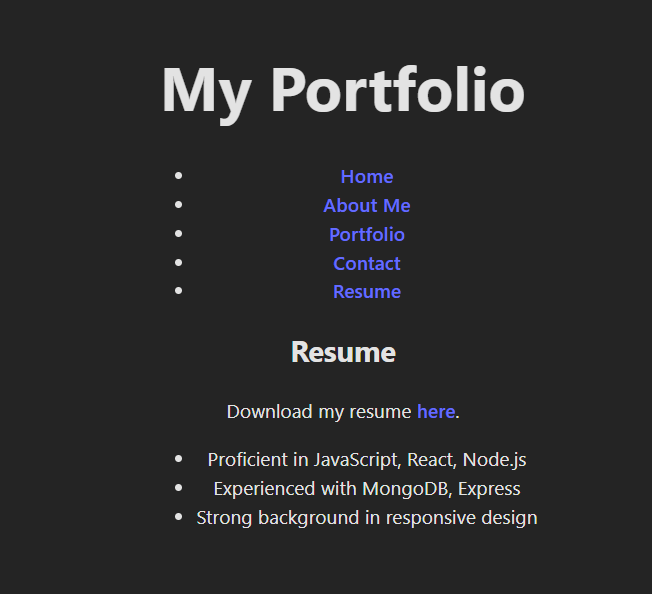 My Portfolio
• Home
• About Me
• Portfolio
• Contact
• Resume
Resume
Download my resume here.
• Proficient in JavaScript, React, Node.js
• Experienced with MongoDB, Express
• Strong background in responsive design